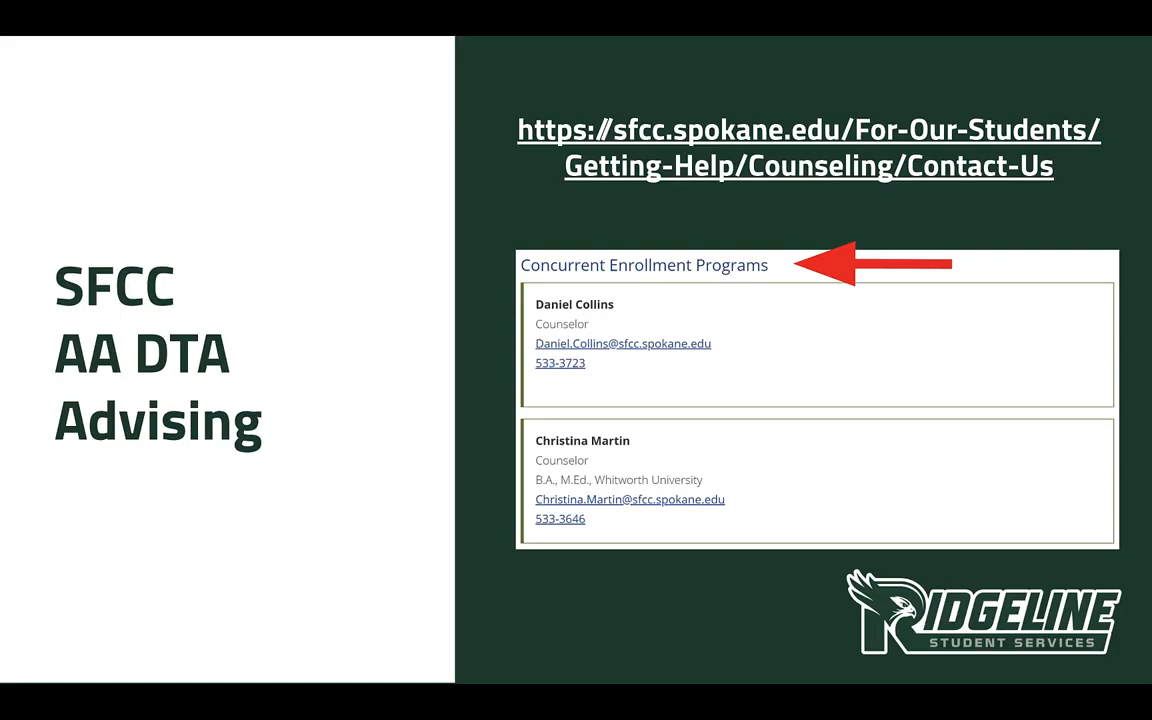 SFCC
AA DTA
Advising
https://sfcc.spokane.edu/For-Our-Students/
Getting-Help/Counseling/Contact-Us
Concurrent Enrollment Programs
Daniel Collins
Counselor
Daniel.Collins@sfcc.spokane.edu
533-3723
Christina Martin
Counselor
B.A., M.Ed., Whitworth University
Christina.Martin@sfcc.spokane.edu
533-3646
RIDGELINE
STUDENT SERVICES